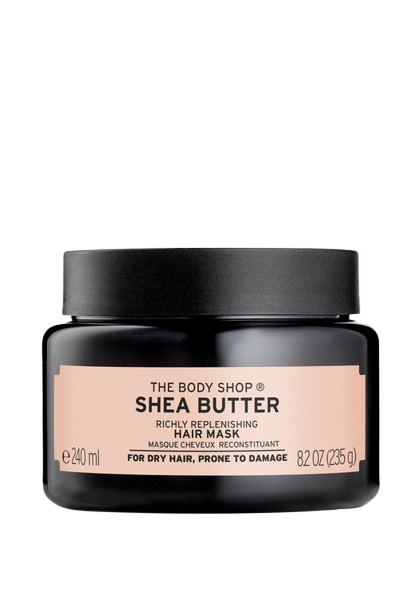 THE BODY SHOP ®
SHEA BUTTER
RICHLY REPLENISHING
HAIR MASK
MASQUE CHEVEUX RECONSTITUANT
FOR DRY HAIR, PRONE TO DAMAGE
e 240 ml
8.2 OZ (235 g)